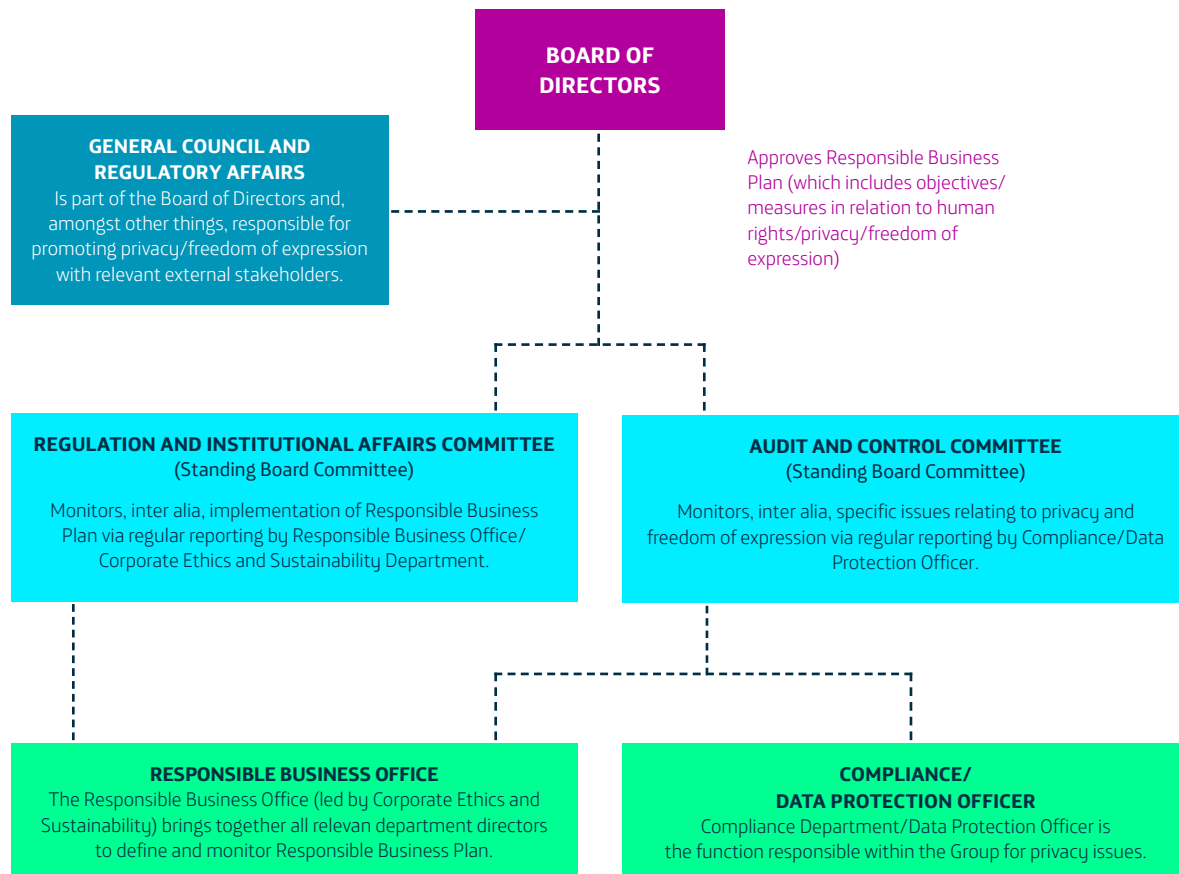 BOARD OF
DIRECTORS
GENERAL COUNCIL AND
REGULATORY AFFAIRS
Is part of the Board of Directors and,
amongst other things, responsible for
promoting privacy/freedom of expression
with relevant external stakeholders.
Approves Responsible Business
Plan (which includes objectives/
measures in relation to human
rights/privacy/freedom of
expression)
REGULATION AND INSTITUTIONAL AFFAIRS COMMITTEE
(Standing Board Committee)
Monitors, inter alia, implementation of Responsible Business
Plan via regular reporting by Responsible Business Office/
Corporate Ethics and Sustainability Department.
AUDIT AND CONTROL COMMITTEE
(Standing Board Committee)
Monitors, inter alia, specific issues relating to privacy and
freedom of expression via regular reporting by Compliance/Data
Protection Officer.
RESPONSIBLE BUSINESS OFFICE
The Responsible Business Office (led by Corporate Ethics and
Sustainability) brings together all relevan department directors
to define and monitor Responsible Business Plan.
COMPLIANCE/
DATA PROTECTION OFFICER
Compliance Department/Data Protection Officer is
the function responsible within the Group for privacy issues.